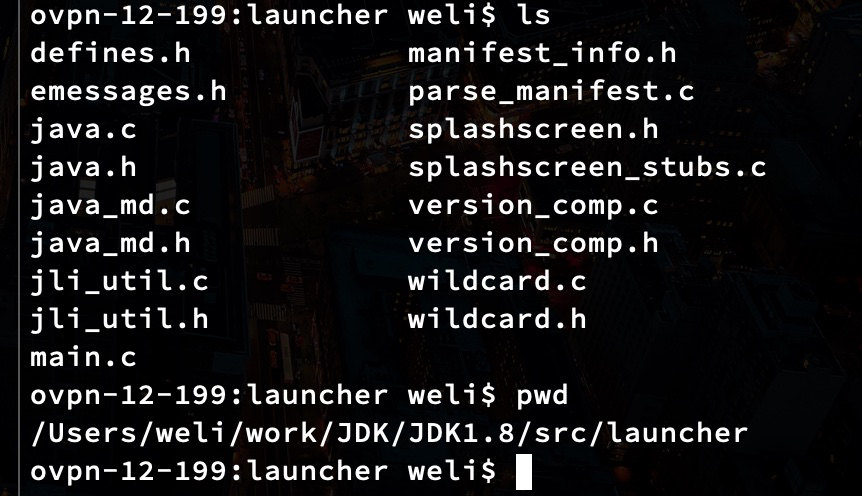 ovpn-12-199:launcher weli$ ls
defines.h manifest_info.h
emessages.h parse_manifest.c
java.c splashscreen.h
java.h splashscreen_stubs.c
java_md.c version_comp.c
java_md.h version_comp.h
jli_util.c wildcard.c
jli_util.h wildcard.h
main.c
ovpn-12-199:launcher weli$ pwd
/Users/weli/work/JDK/JDK1.8/src/launcher
ovpn-12-199:launcher weli$